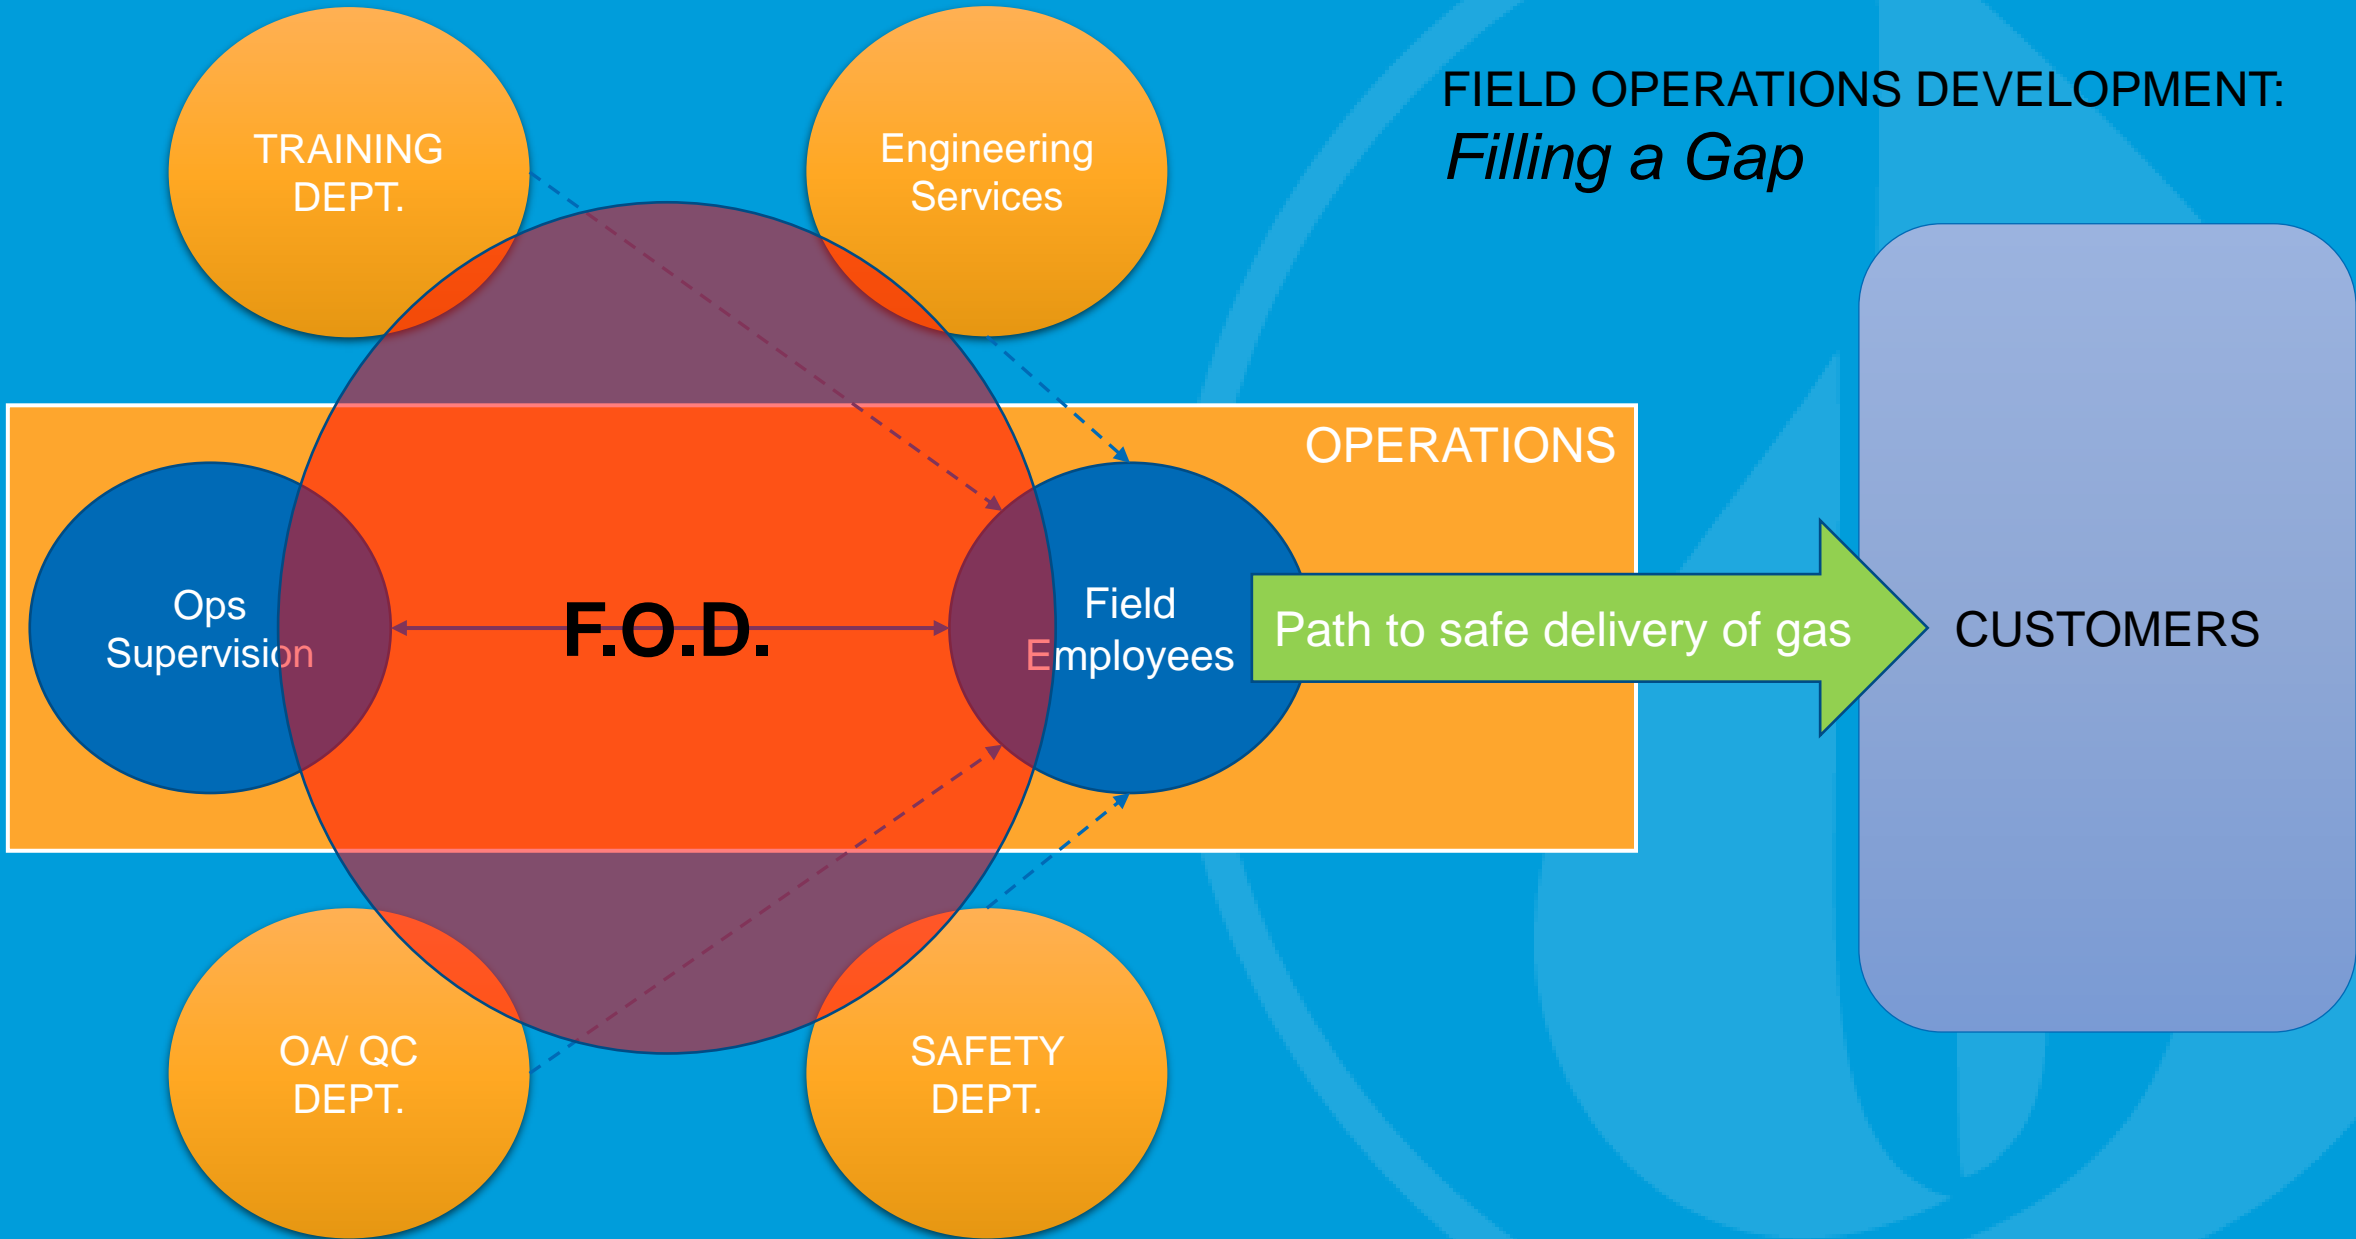 FIELD OPERATIONS DEVELOPMENT:
Filling a Gap
TRAINING
DEPT.
Engineering
Services
OPERATIONS
Ops
Supervision
F.O.D.
Field
Employees
Path to safe delivery of gas
CUSTOMERS
OA/ QC
DEPT.
SAFETY
DEPT.